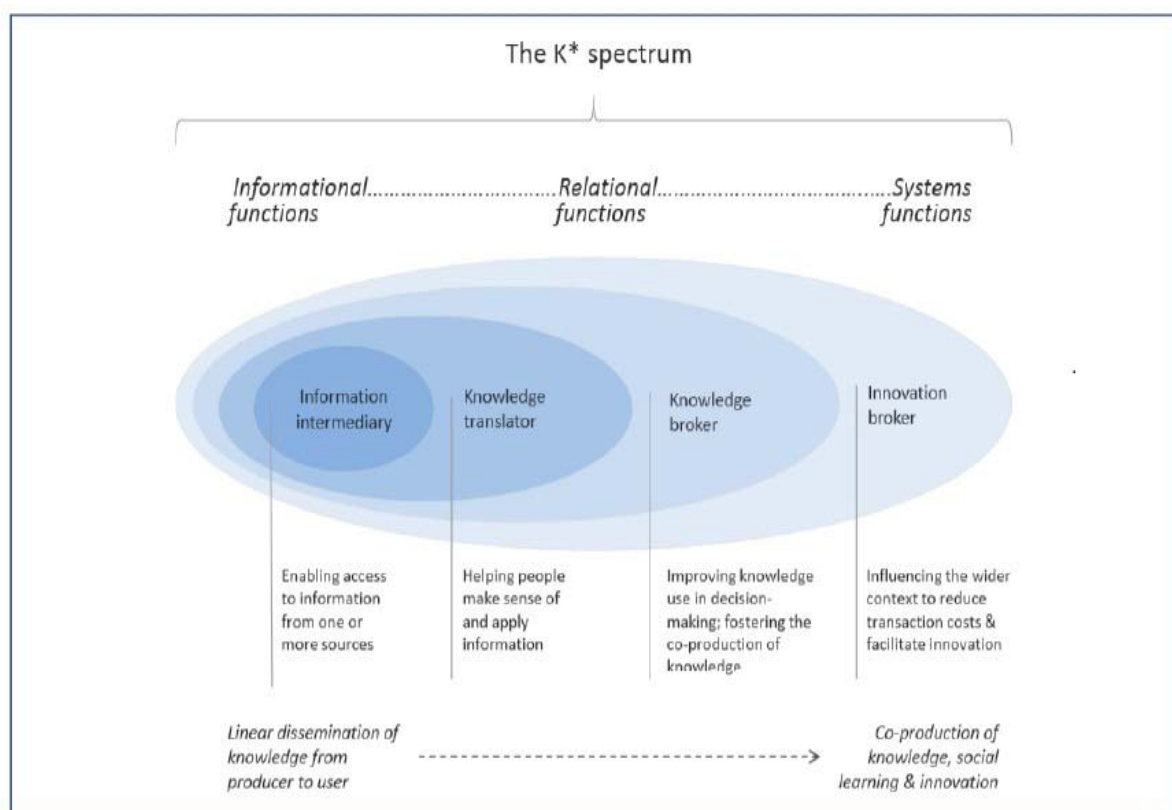 The K* spectrum
Informational……………………………Relational……………………………………Systems
functions functions functions
Information
intermediary
Knowledge
translator
Knowledge
broker
Innovation
broker
Enabling access
to information
from one or
more sources
Helping people
make sense of
and apply
information
Improving knowledge
use in decision-
making; fostering the
co-production of
knowledge
Influencing the wider
context to reduce
transaction costs &
facilitate innovation
Linear dissemination of
knowledge from
producer to user
Co-production of
knowledge, social
learning & innovation